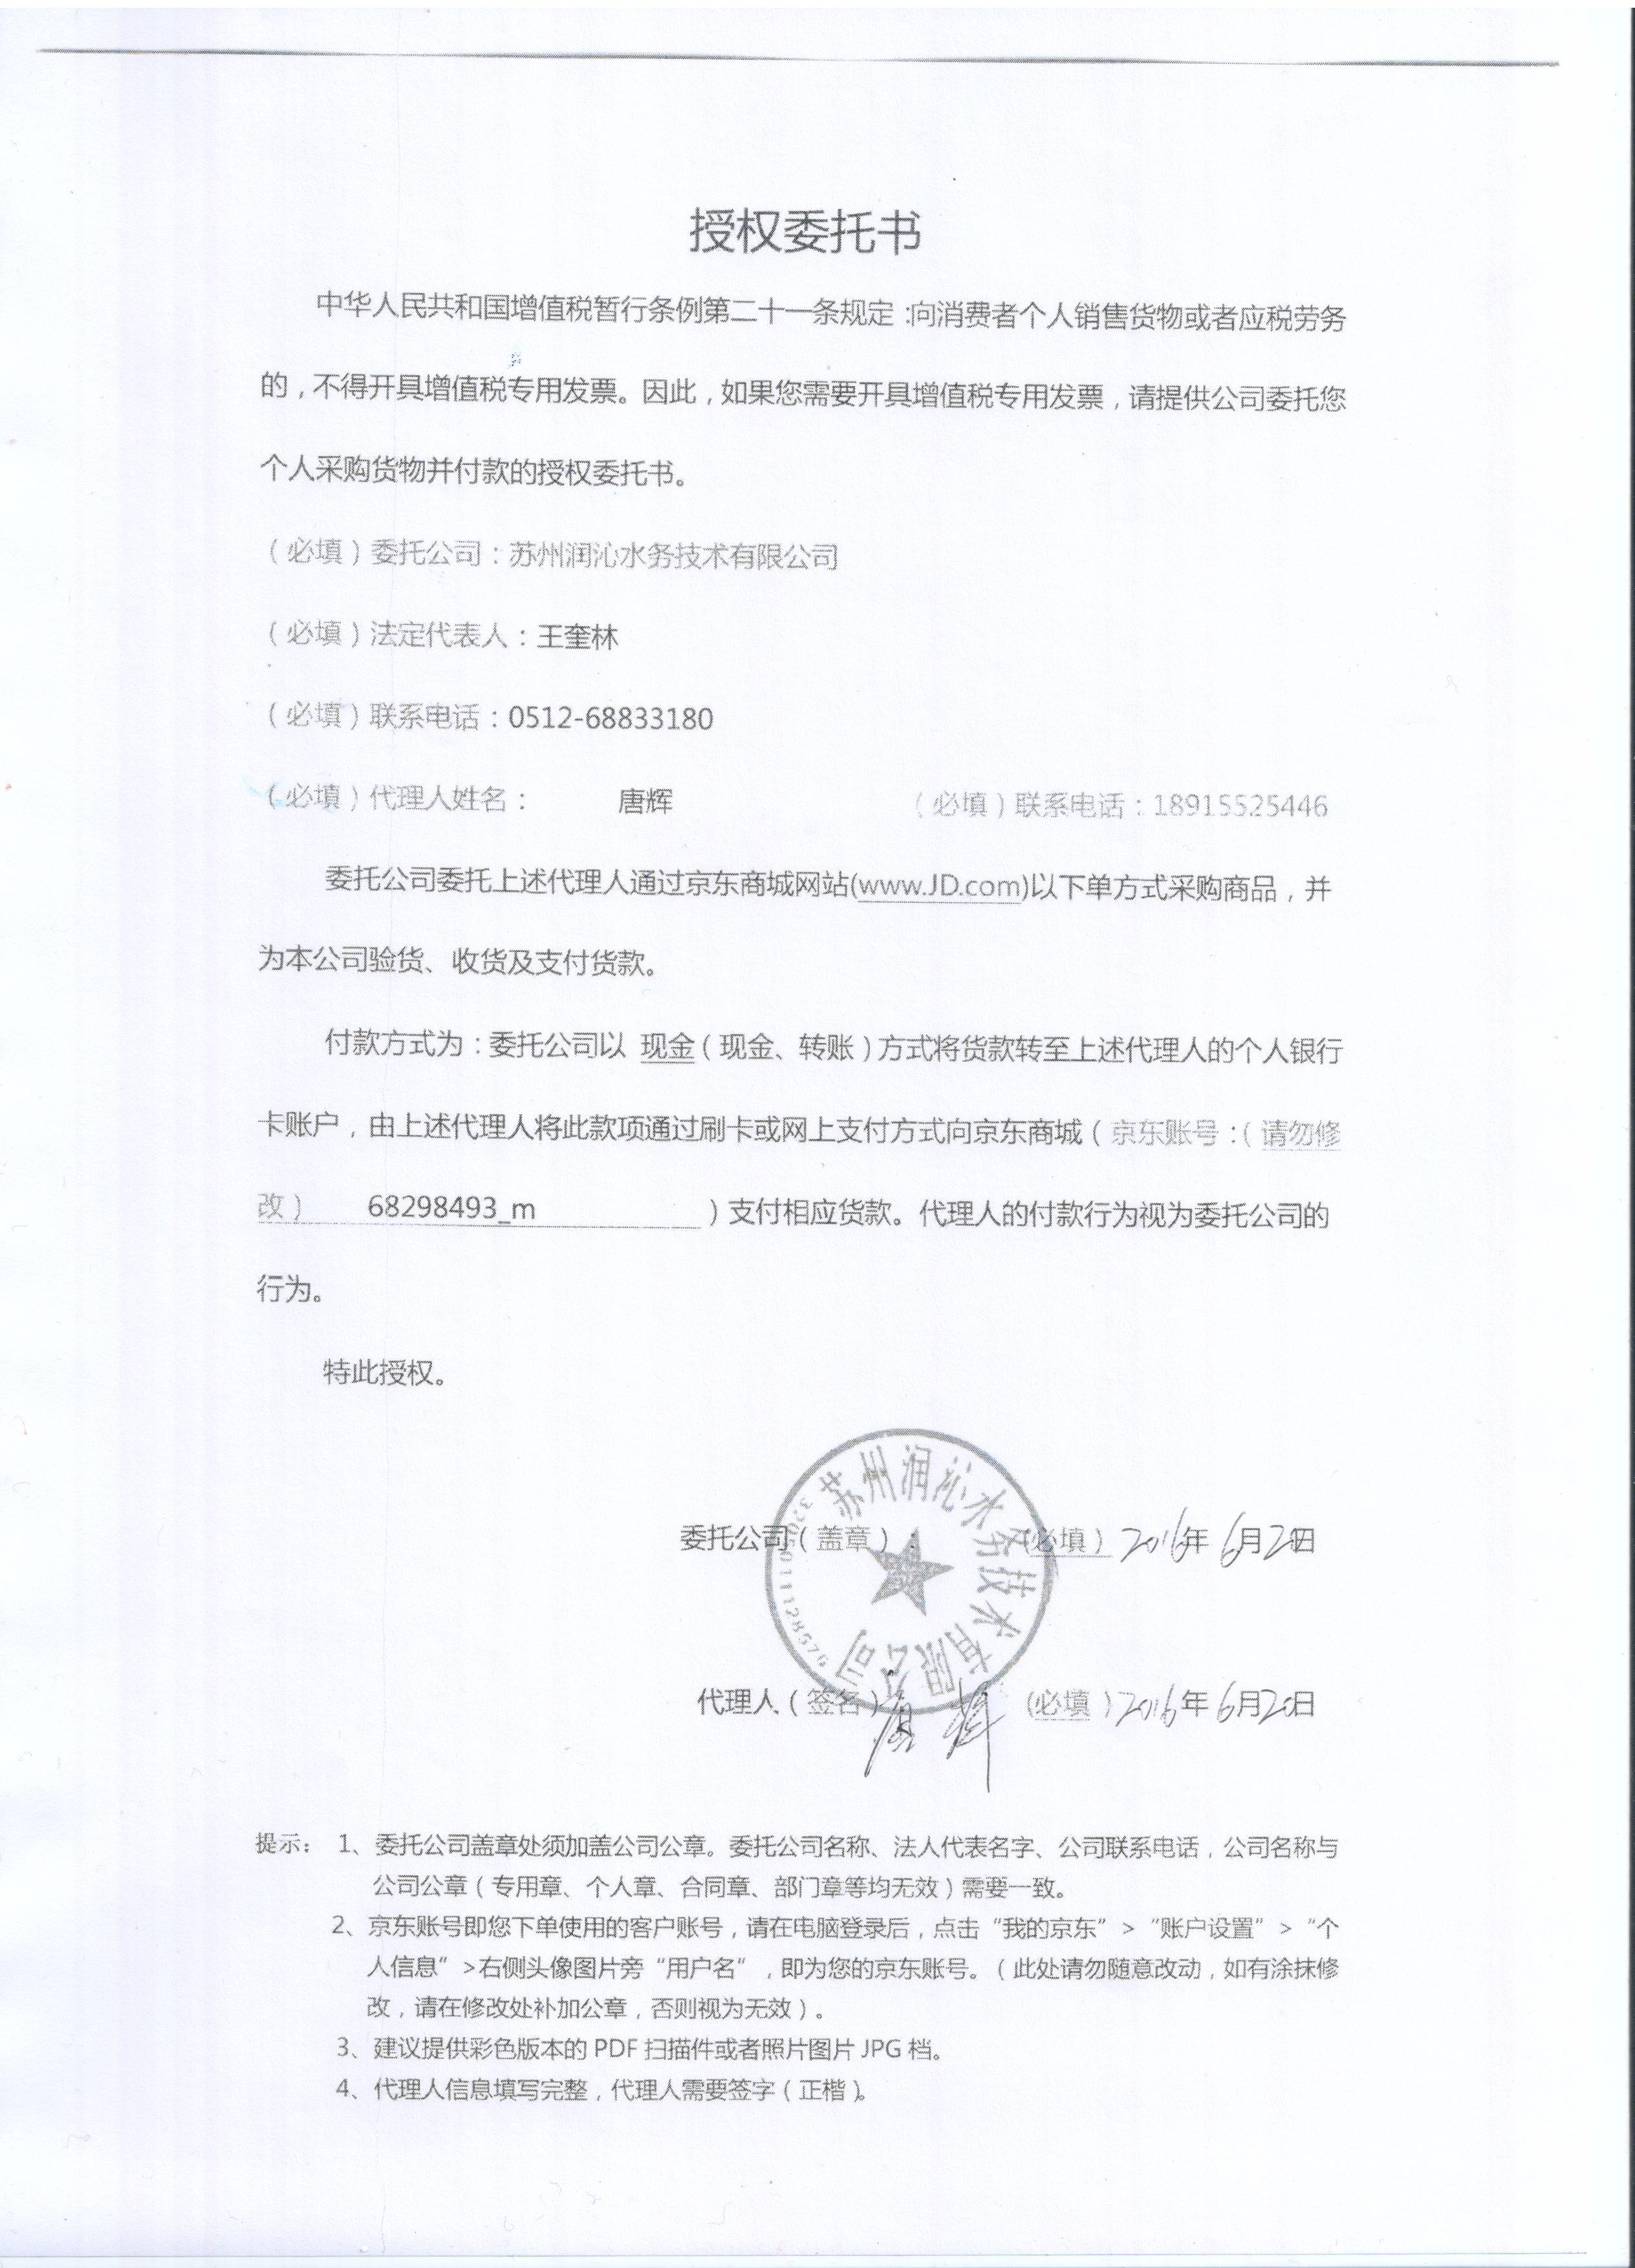 授权委托书
中华人民共和国增值税暂行条例第二十一条规定：向消费者个人销售货物或者应税劳务
的，不得开具增值税专用发票。因此，如果您需要开具增值税专用发票，请提供公司委托您
个人采购货物并付款的授权委托书。
（必填）委托公司：苏州润沁水务技术有限公司
（必填）法定代表人：王奎林
（必填）联系电话：0512-68833180
（必填）代理人姓名： 唐辉 （必填）联系电话：18915525446
委托公司委托上述代理人通过京东商城网站(www.JD.com)以下单方式采购商品，并
为本公司验货、收货及支付货款。
付款方式为：委托公司以 现金（现金、转账）方式将货款转至上述代理人的个人银行
卡账户，由上述代理人将此款项通过刷卡或网上支付方式向京东商城（京东账号：（请勿修
改） 68298493_m ）支付相应货款。代理人的付款行为视为委托公司的
行为。
特此授权。
苏州润沁水务技术有限公司
委托公司（盖章）： （必填）2016年6月20日
代理人（签名）唐辉 （必填）2016年6月20日
提示： 1、委托公司盖章处须加盖公司公章。委托公司名称、法人代表名字、公司联系电话，公司名称与
公司公章（专用章、个人章、合同章、部门章等均无效）需要一致。
2、京东账号即您下单使用的客户账号，请在电脑登录后，点击“我的京东”>“账户设置”>“个
人信息”>右侧头像图片旁“用户名”，即为您的京东账号。（此处请勿随意改动，如有涂抹修
改，请在修改处补加公章，否则视为无效）。
3、建议提供彩色版本的 PDF 扫描件或者照片图片 JPG 档。
4、代理人信息填写完整，代理人需要签字（正楷）。